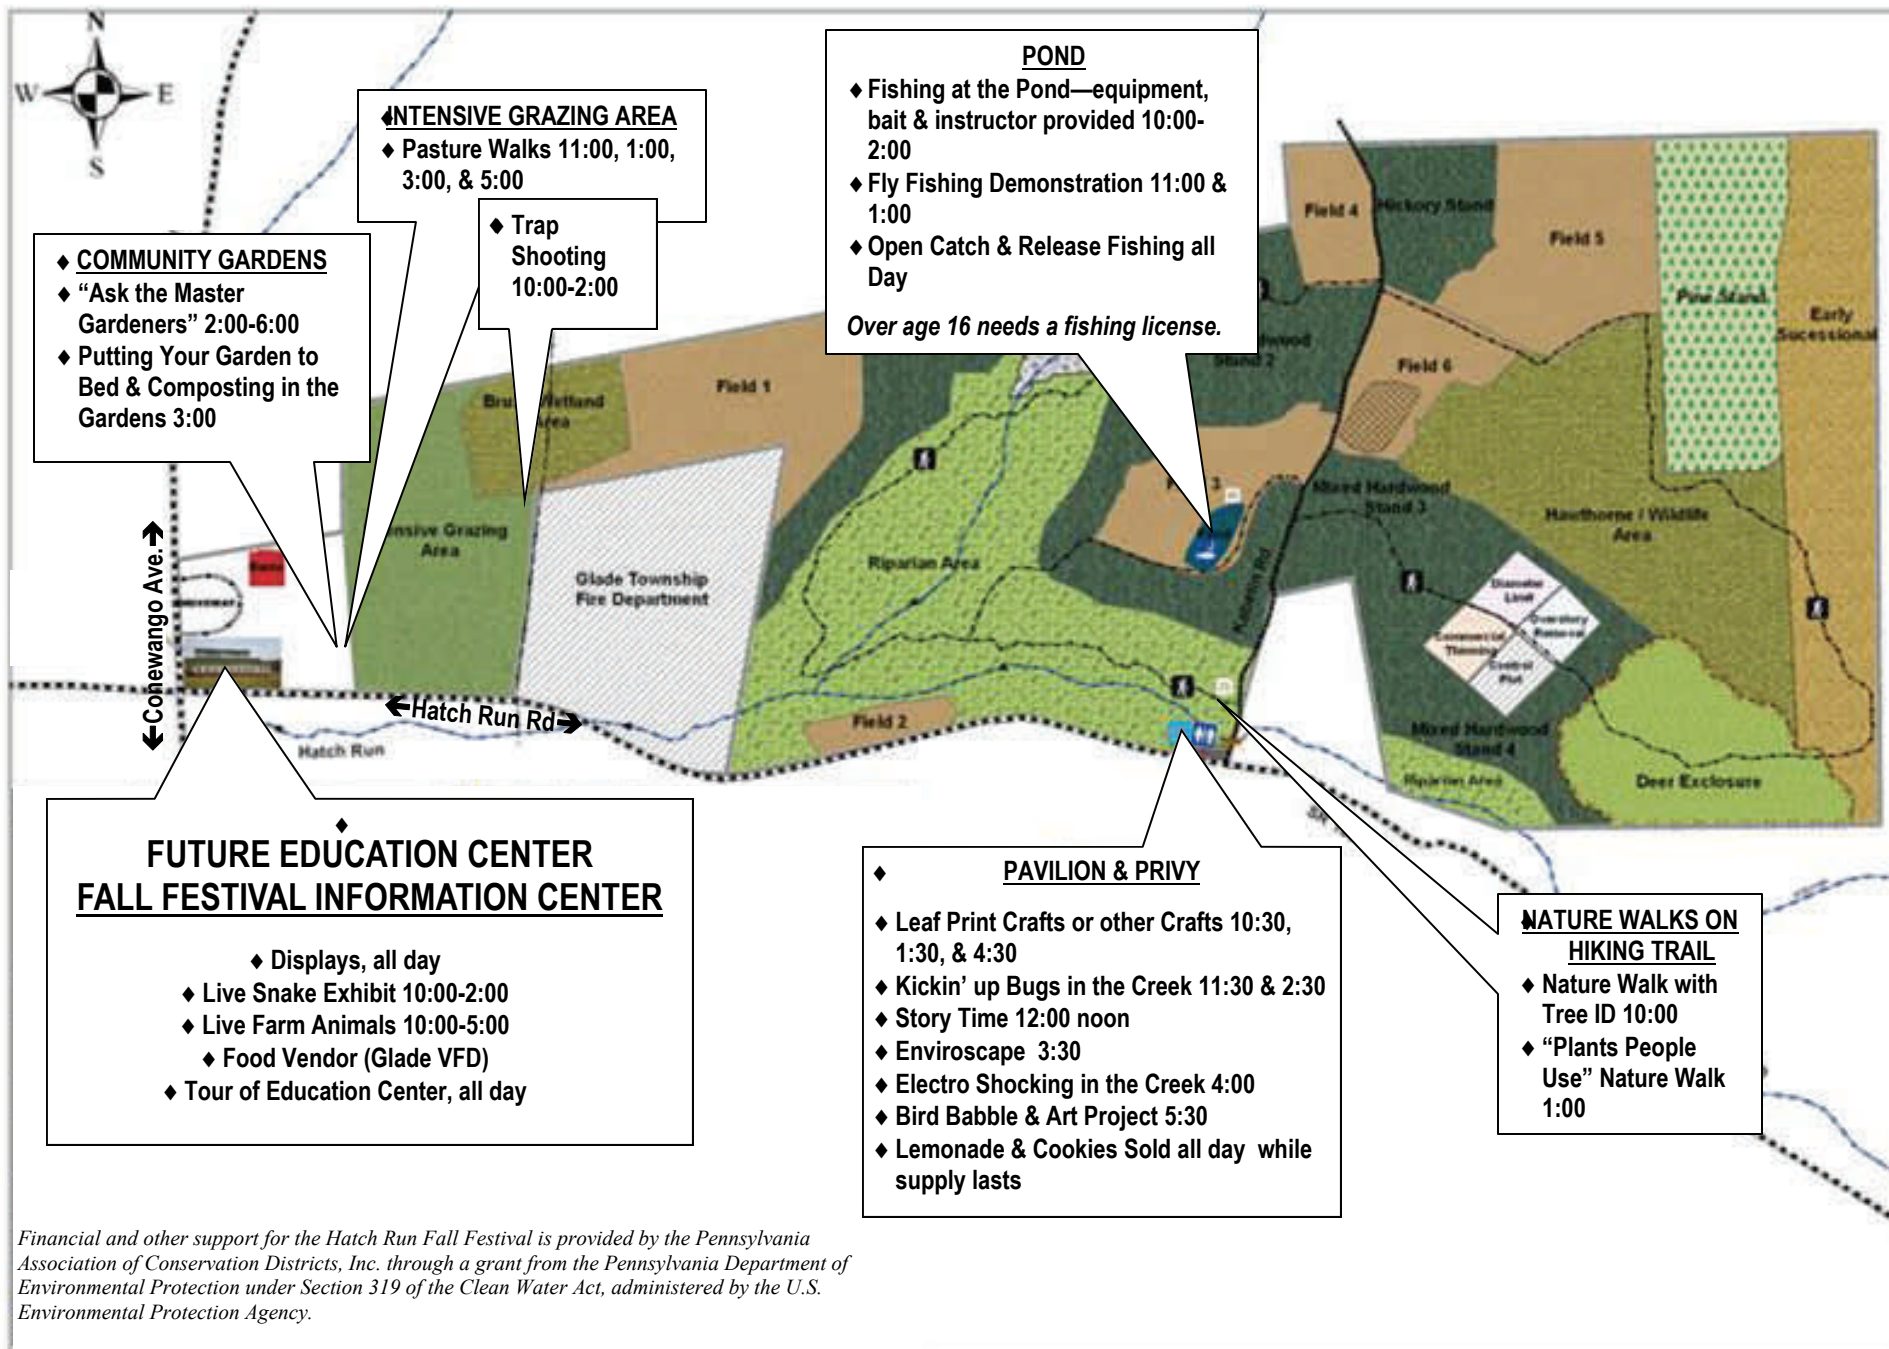 N
W
E
S
INTENSIVE GRAZING AREA
♦ Pasture Walks 11:00, 1:00,
3:00, & 5:00
♦ Trap
Shooting
10:00-2:00
♦ COMMUNITY GARDENS
♦ “Ask the Master
Gardeners” 2:00-6:00
♦ Putting Your Garden to
Bed & Composting in the
Gardens 3:00
POND
♦ Fishing at the Pond—equipment,
bait & instructor provided 10:00-
2:00
♦ Fly Fishing Demonstration 11:00 &
1:00
♦ Open Catch & Release Fishing all
Day
Over age 16 needs a fishing license.
Field 4
Hickory Stand
Field 5
Pine Stand
Early
Sucessional
Stand 2
Field 6
Field 1
Area
Area
Glade Township
Fire Department
Riparian Area
3
Mixed Hardwood
Stand 3
Hawthorne / Wildlife
Area
Diameter
Limit
Overstory
Removal
Commercial
Thinning
Control
Plot
Mixed Hardwood
Stand 4
Riparian Area
Deer Exclosure
Field 2
Conewango Ave.
Hatch Run Rd
Hatch Run
♦
FUTURE EDUCATION CENTER
FALL FESTIVAL INFORMATION CENTER
♦ Displays, all day
♦ Live Snake Exhibit 10:00-2:00
♦ Live Farm Animals 10:00-5:00
♦ Food Vendor (Glade VFD)
♦ Tour of Education Center, all day
♦ PAVILION & PRIVY
♦ Leaf Print Crafts or other Crafts 10:30,
1:30, & 4:30
♦ Kickin’ up Bugs in the Creek 11:30 & 2:30
♦ Story Time 12:00 noon
♦ Enviroscape 3:30
♦ Electro Shocking in the Creek 4:00
♦ Bird Babble & Art Project 5:30
♦ Lemonade & Cookies Sold all day while
supply lasts
NATURE WALKS ON
HIKING TRAIL
♦ Nature Walk with
Tree ID 10:00
♦ “Plants People
Use” Nature Walk
1:00
Financial and other support for the Hatch Run Fall Festival is provided by the Pennsylvania
Association of Conservation Districts, Inc. through a grant from the Pennsylvania Department of
Environmental Protection under Section 319 of the Clean Water Act, administered by the U.S.
Environmental Protection Agency.